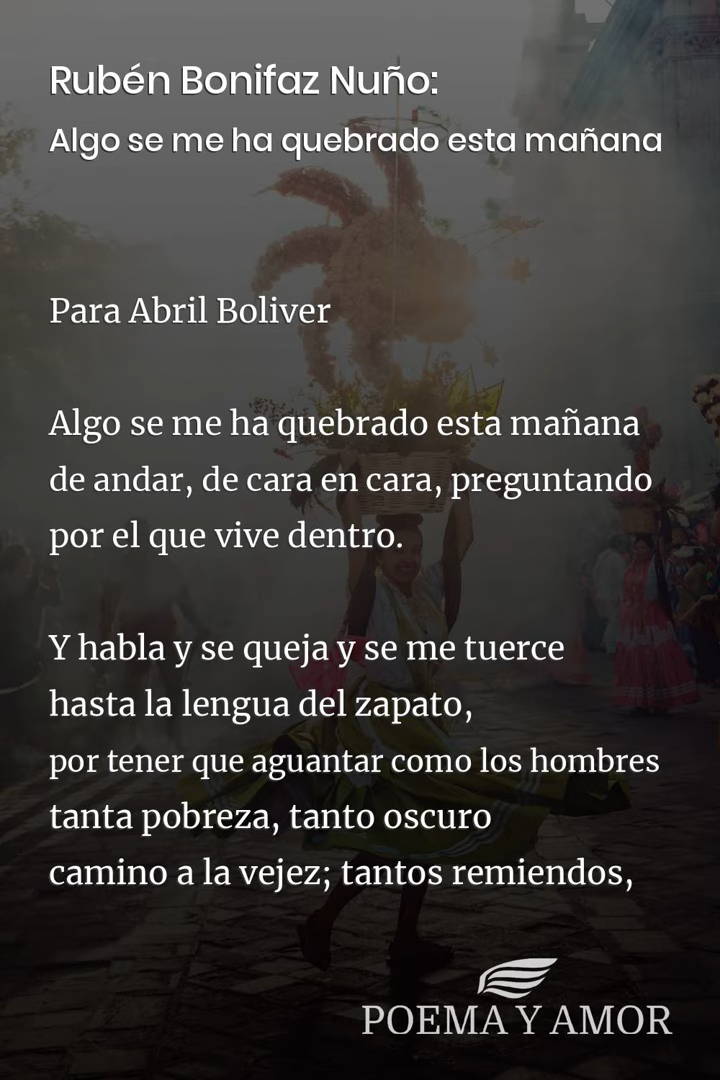 Rubén Bonifaz Nuño:
Algo se me ha quebrado esta mañana
Para Abril Boliver
Algo se me ha quebrado esta mañana
de andar, de cara en cara, preguntando
por el que vive dentro.
Y habla y se queja y se me tuerce
hasta la lengua del zapato,
por tener que aguantar como los hombres
tanta pobreza, tanto oscuro
camino a la vejez; tantos remiendos,
POEMA Y AMOR